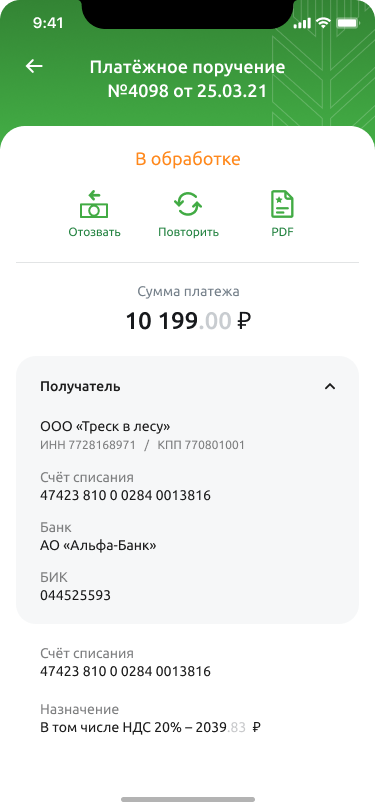 9:41
Платёжное поручение
№4098 от 25.03.21
В обработке
Отозвать Повторить PDF
Сумма платежа
10 199.00 ₽
Получатель
ООО «Треск в лесу»
ИНН 7728168971 / КПП 770801001
Счёт списания
47423 810 0 0284 0013816
Банк
АО «Альфа-Банк»
БИК
044525593
Счёт списания
47423 810 0 0284 0013816
Назначение
В том числе НДС 20% – 2039.83 ₽